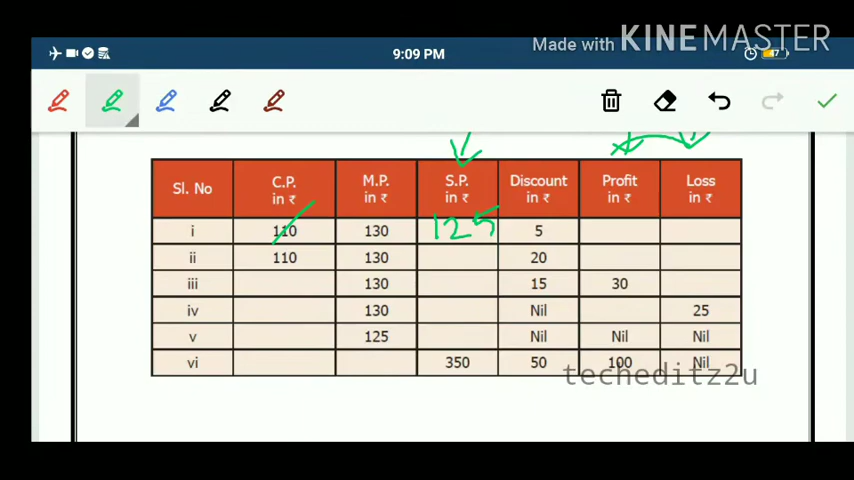 Made with KINEMASTER
9:09 PM
Sl. No C.P. in ₹ M.P. in ₹ S.P. in ₹ Discount in ₹ Profit in ₹ Loss in ₹
i 110 130 125 5
ii 110 130 20
iii 130 15 30
iv 130 Nil 25
v 125 Nil Nil Nil
vi 350 50 100 Nil
techeditz2u